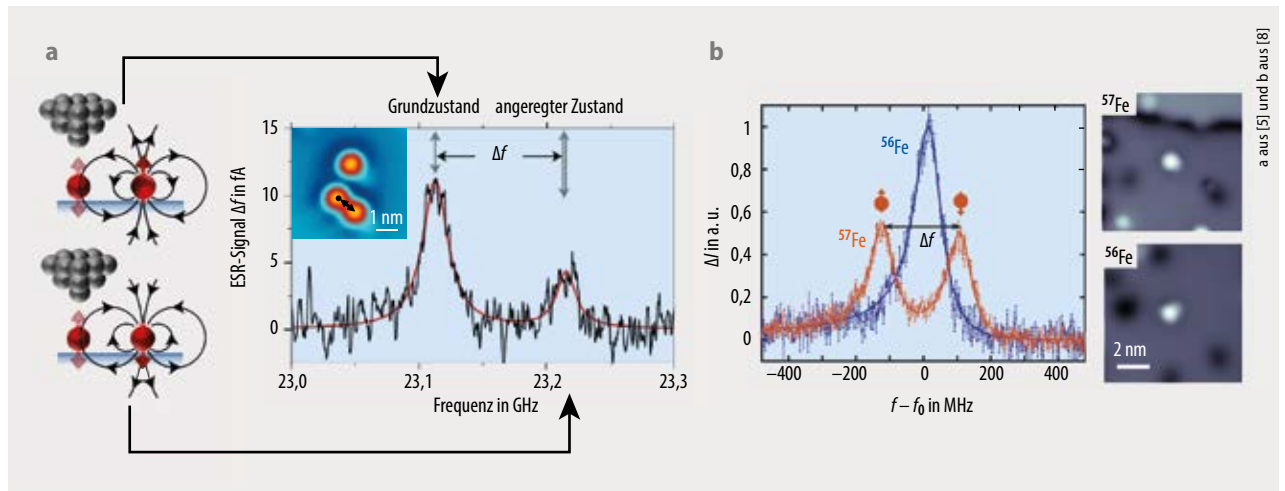 a
Grundzustand angeregter Zustand
Δf
1 nm
ESR-Signal Δf in fA
15
10
5
0
23,0 23,1 23,2 23,3
Frequenz in GHz
b
⁵⁶Fe
⁵⁷Fe
Δf
ΔI in a. u.
1
0,8
0,6
0,4
0,2
0
−400 −200 0 200 400
f – f₀ in MHz
⁵⁷Fe
⁵⁶Fe
2 nm
a aus [5] und b aus [8]